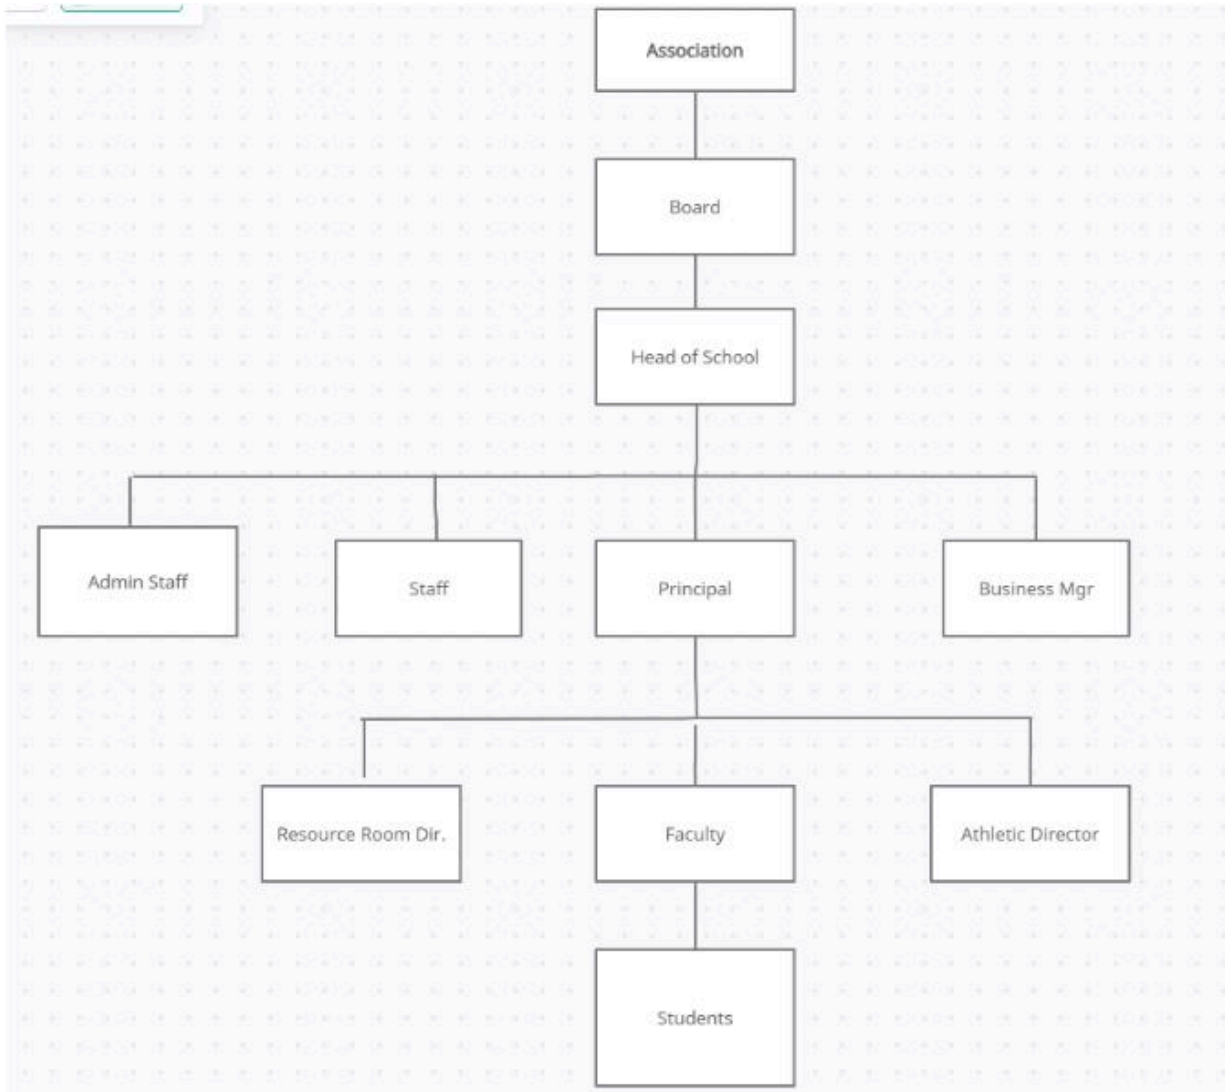 Association
Board
Head of School
Admin Staff
Staff
Principal
Business Mgr
Resource Room Dir.
Faculty
Athletic Director
Students